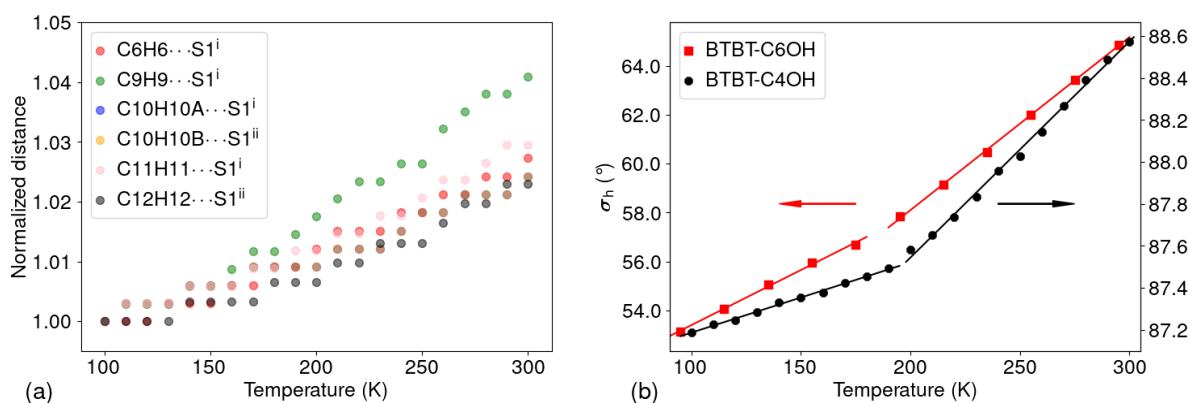 1.05
1.04
1.03
1.02
1.01
1.00
Normalized distance
C6H6···S1ⁱ
C9H9···S1ⁱ
C10H10A···S1ⁱ
C10H10B···S1ⁱⁱ
C11H11···S1ⁱ
C12H12···S1ⁱⁱ
100 150 200 250 300
Temperature (K)
(a)
64.0
62.0
60.0
58.0
56.0
54.0
53.0
σₕ (°)
BTBT-C6OH
BTBT-C4OH
88.6
88.4
88.2
88.0
87.8
87.6
87.4
87.2
100 150 200 250 300
Temperature (K)
(b)